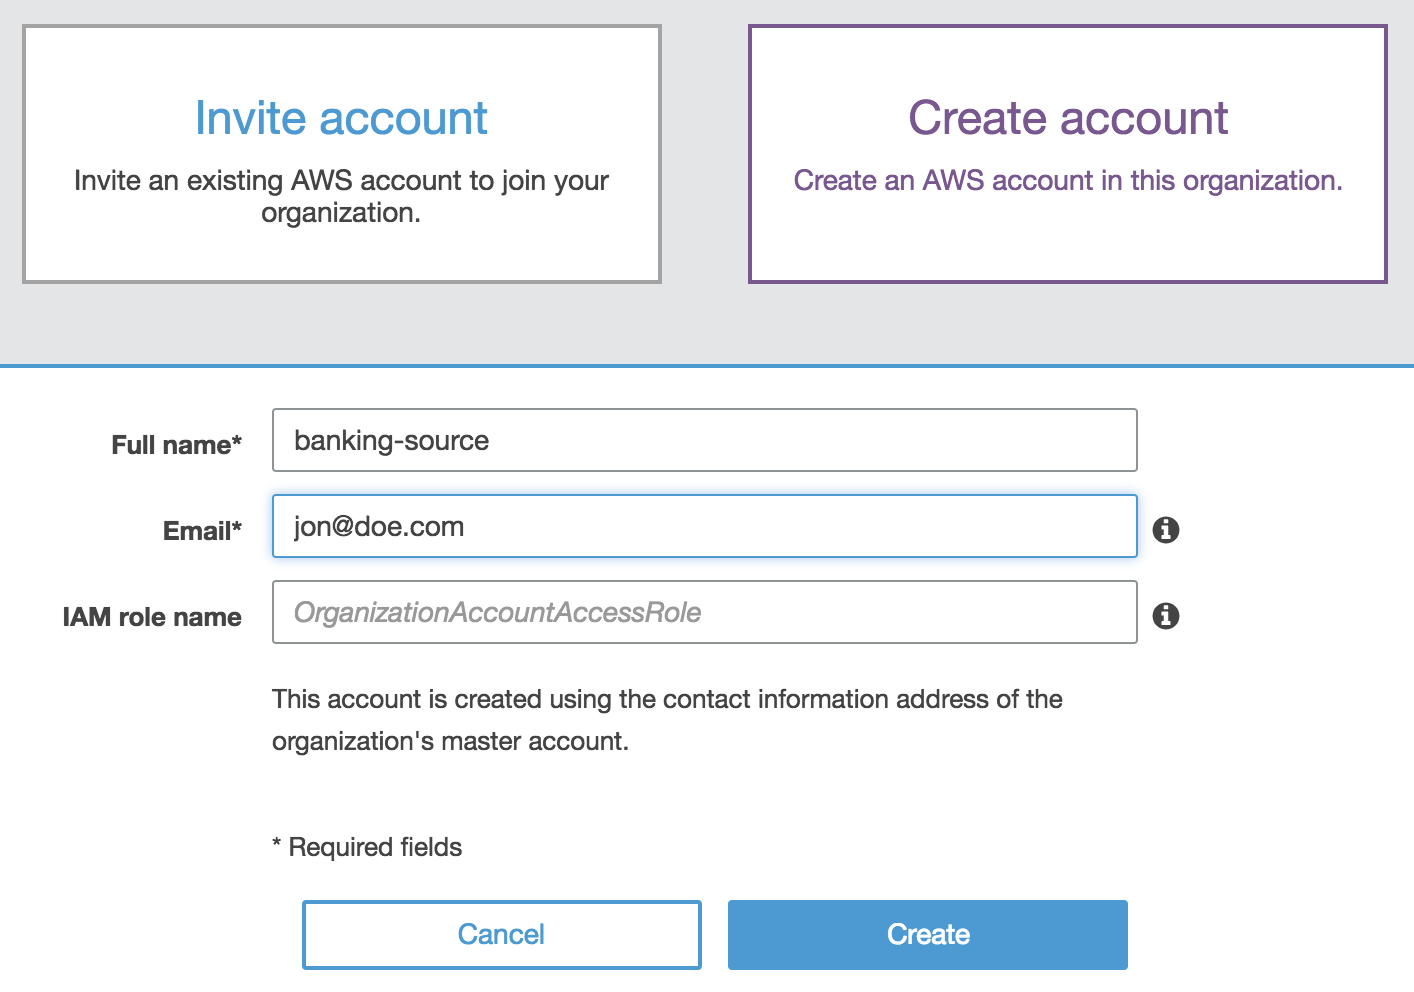 Invite account
Invite an existing AWS account to join your
organization.
Create account
Create an AWS account in this organization.
Full name*
banking-source
Email*
jon@doe.com
IAM role name
OrganizationAccountAccessRole
This account is created using the contact information address of the
organization's master account.
* Required fields
Cancel
Create